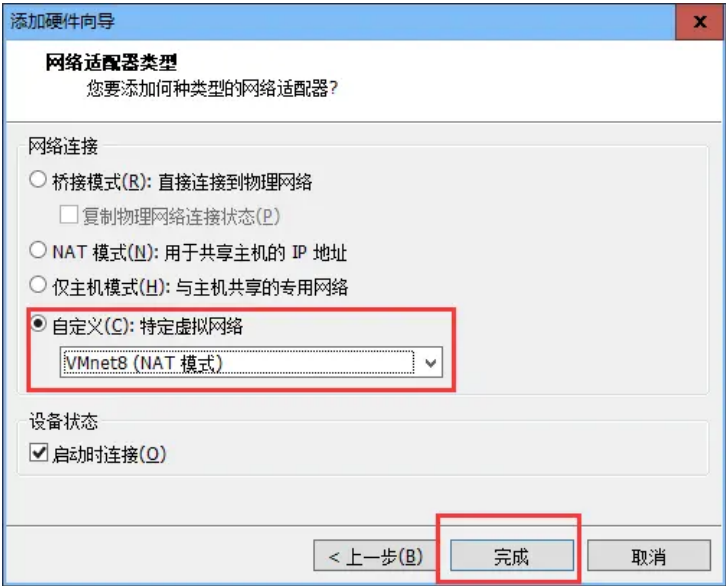 添加硬件向导
网络适配器类型
您要添加何种类型的网络适配器?
网络连接
桥接模式(R): 直接连接到物理网络
复制物理网络连接状态(P)
NAT 模式(N): 用于共享主机的 IP 地址
仅主机模式(H): 与主机共享的专用网络
自定义(C): 特定虚拟网络
VMnet8 (NAT 模式)
设备状态
启动时连接(O)
< 上一步(B) 完成 取消